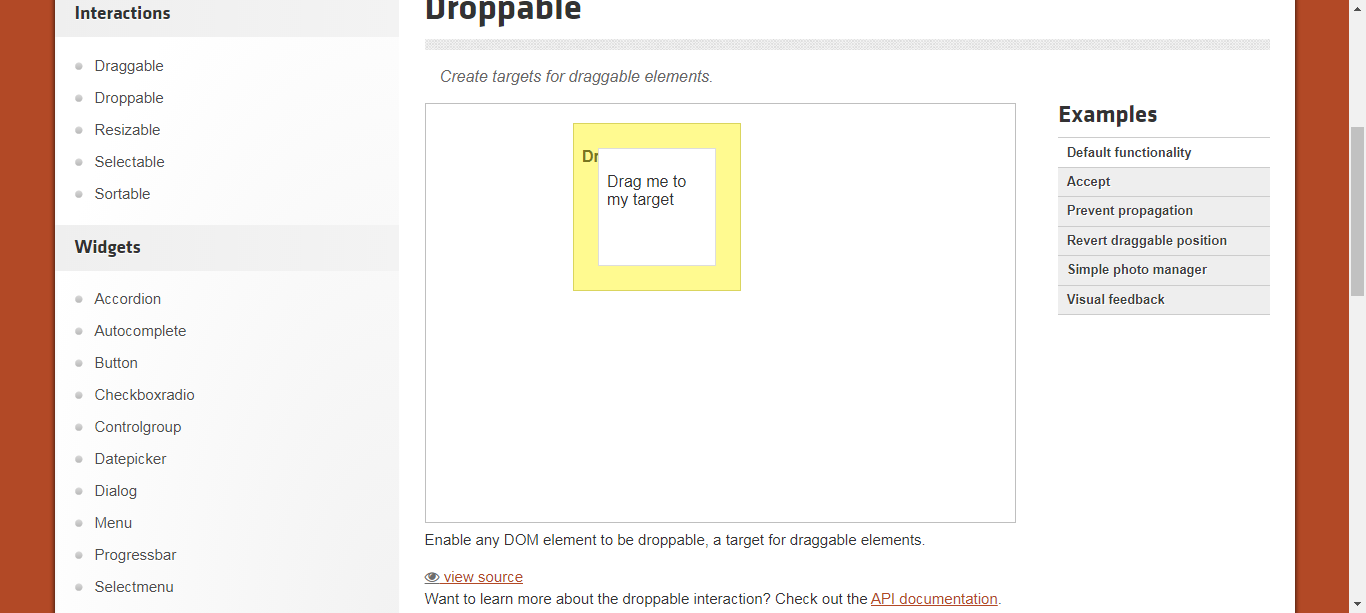 Interactions
Draggable
Droppable
Resizable
Selectable
Sortable
Widgets
Accordion
Autocomplete
Button
Checkboxradio
Controlgroup
Datepicker
Dialog
Menu
Progressbar
Selectmenu
Droppable
Create targets for draggable elements.
Dr
Drag me to
my target
Enable any DOM element to be droppable, a target for draggable elements.
view source
Want to learn more about the droppable interaction? Check out the API documentation.
Examples
Default functionality
Accept
Prevent propagation
Revert draggable position
Simple photo manager
Visual feedback